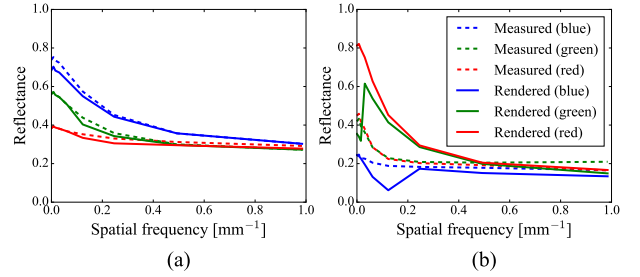 1.0
0.8
0.6
0.4
0.2
0.0
0.0 0.2 0.4 0.6 0.8 1.0
Reflectance
Spatial frequency [mm⁻¹]
(a)
1.0
0.8
0.6
0.4
0.2
0.0
0.0 0.2 0.4 0.6 0.8 1.0
Reflectance
Spatial frequency [mm⁻¹]
Measured (blue)
Measured (green)
Measured (red)
Rendered (blue)
Rendered (green)
Rendered (red)
(b)